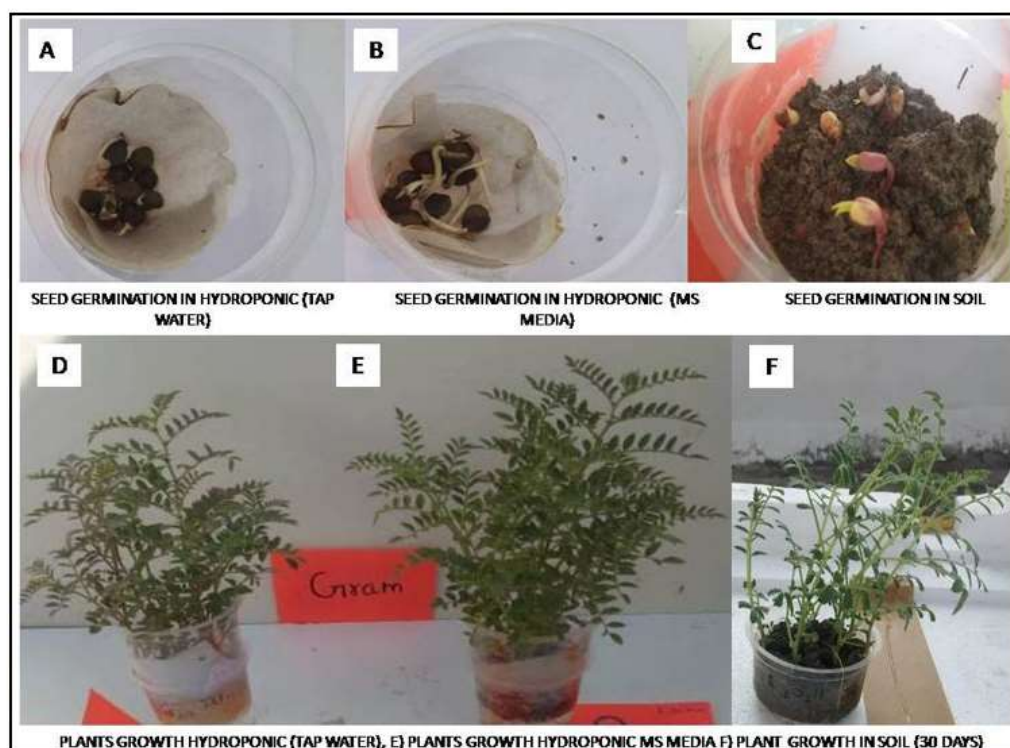 A
B
C
SEED GERMINATION IN HYDROPONIC (TAP
WATER)
SEED GERMINATION IN HYDROPONIC (MS
MEDIA)
SEED GERMINATION IN SOIL
D
E
F
Gram
PLANTS GROWTH HYDROPONIC (TAP WATER), E) PLANTS GROWTH HYDROPONIC MS MEDIA F) PLANT GROWTH IN SOIL (30 DAYS)